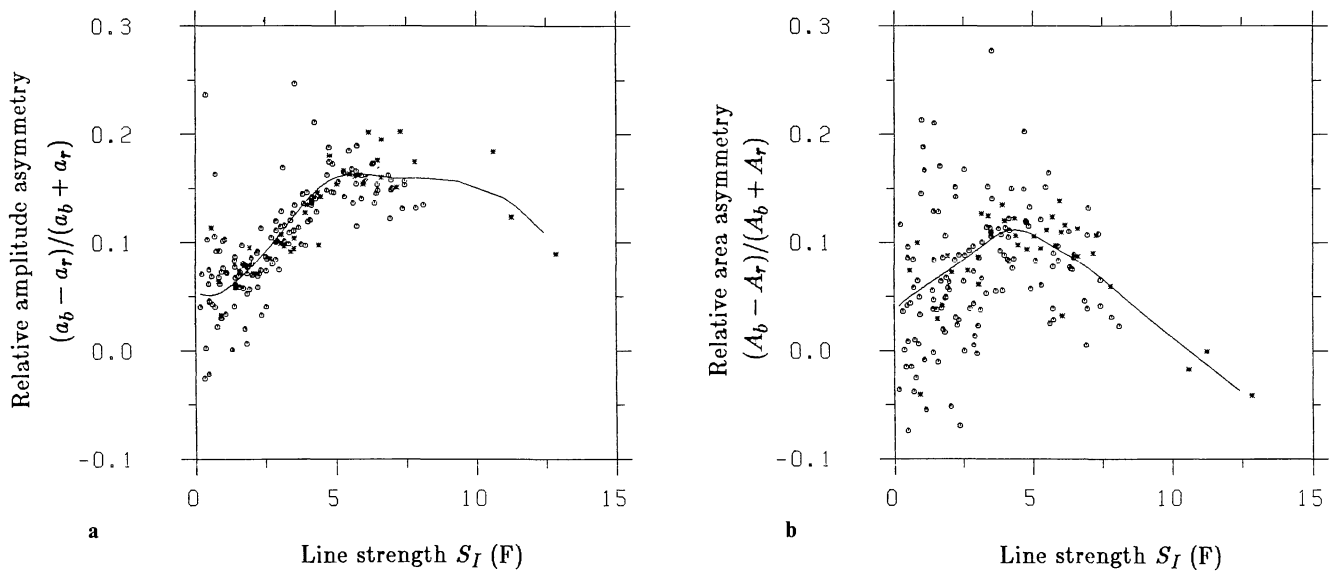 0.3
0.2
0.1
0.0
-0.1
0 5 10 15
Relative amplitude asymmetry
(a_b − a_r)/(a_b + a_r)
Line strength S_I (F)
a
0.3
0.2
0.1
0.0
-0.1
0 5 10 15
Relative area asymmetry
(A_b − A_r)/(A_b + A_r)
Line strength S_I (F)
b